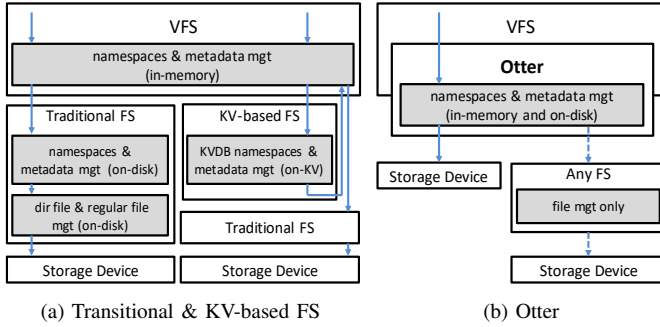 VFS
namespaces & metadata mgt
(in-memory)
Traditional FS
namespaces &
metadata mgt (on-disk)
dir file & regular file
mgt (on-disk)
Storage Device
KV-based FS
KVDB namespaces &
metadata mgt (on-KV)
Traditional FS
Storage Device
(a) Transitional & KV-based FS
VFS
Otter
namespaces & metadata mgt
(in-memory and on-disk)
Storage Device
Any FS
file mgt only
Storage Device
(b) Otter